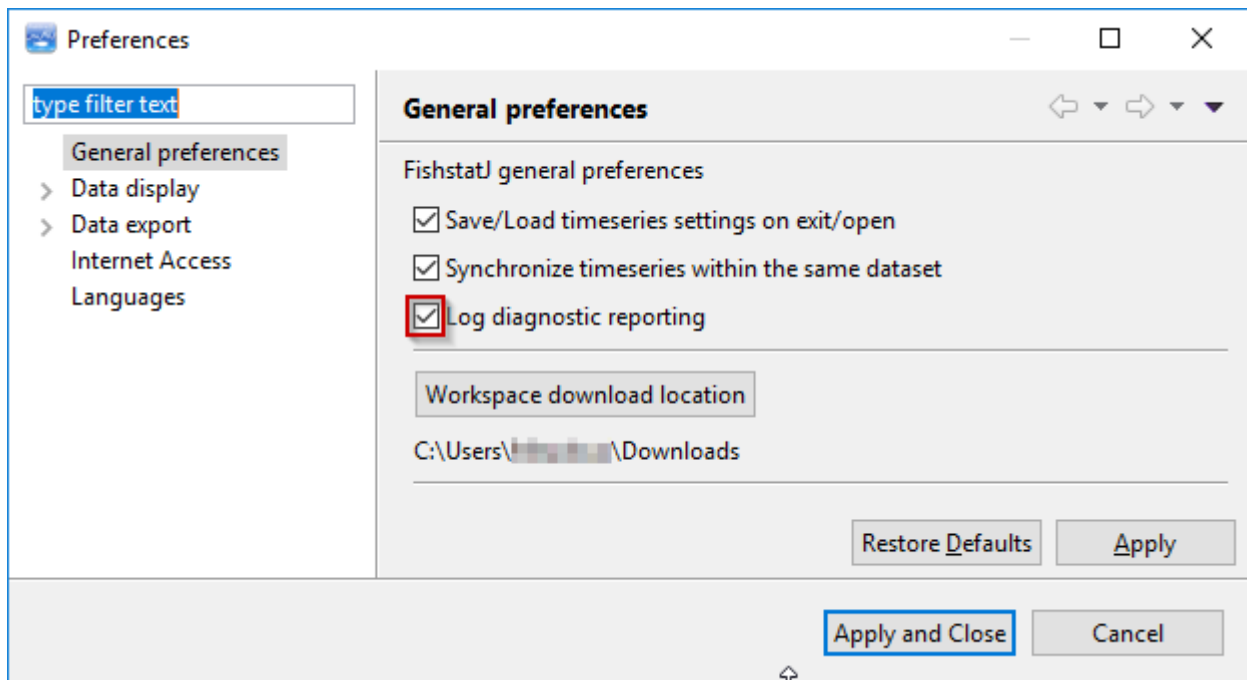 Preferences
type filter text
General preferences
Data display
Data export
Internet Access
Languages
General preferences
FishstatJ general preferences
Save/Load timeseries settings on exit/open
Synchronize timeseries within the same dataset
Log diagnostic reporting
Workspace download location
C:\Users\ \Downloads
Restore Defaults Apply
Apply and Close Cancel